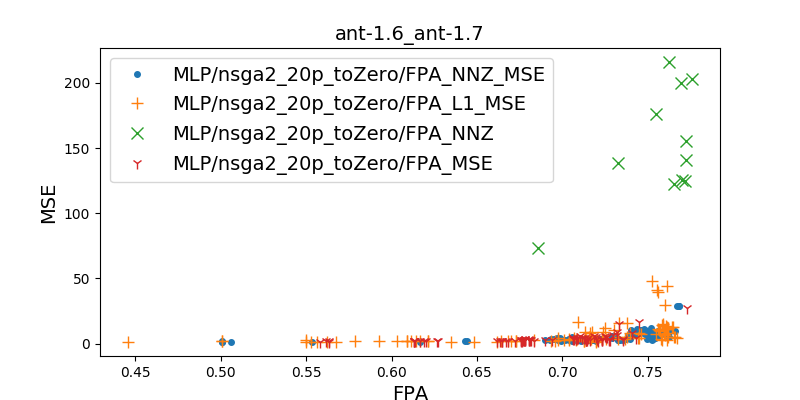 ant-1.6_ant-1.7
MLP/nsga2_20p_toZero/FPA_NNZ_MSE
MLP/nsga2_20p_toZero/FPA_L1_MSE
MLP/nsga2_20p_toZero/FPA_NNZ
MLP/nsga2_20p_toZero/FPA_MSE
MSE
200
150
100
50
0
0.45 0.50 0.55 0.60 0.65 0.70 0.75
FPA